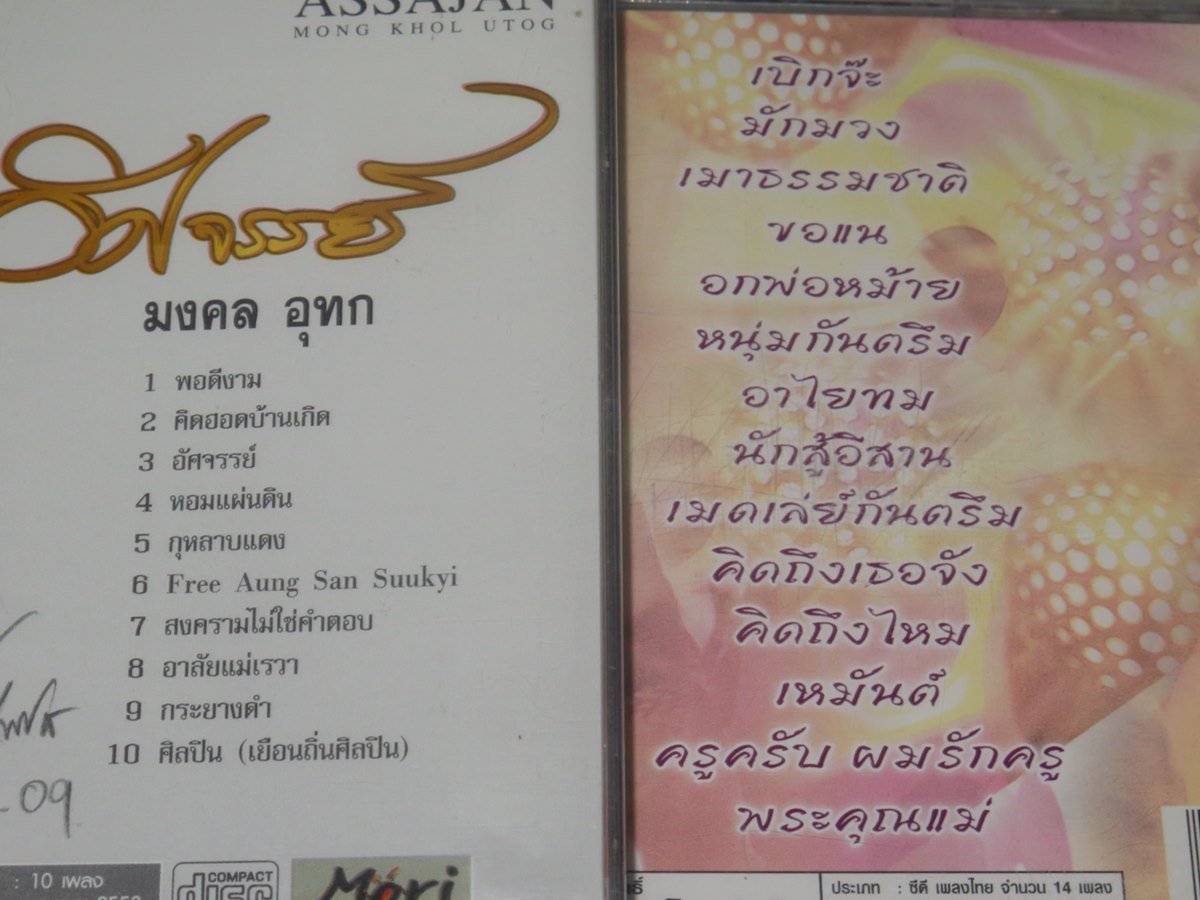 ASSAJAN
MONG KHOL UTOG
อัศจรรย์
มงคล อุทก
1 พอดีงาม
2 คิดฮอดบ้านเกิด
3 อัศจรรย์
4 หอมแผ่นดิน
5 กุหลาบแดง
6 Free Aung San Suukyi
7 สงครามไม่ใช่คำตอบ
8 อาลัยแม่เรวา
9 กระยางดำ
10 ศิลปิน (เยือนถิ่นศิลปิน)
.09
: 10 เพลง
COMPACT
disc
Mori
เบิกจ๊ะ
มักมวง
เมาธรรมชาติ
ขอแน
อกพ่อหม้าย
หนุ่มกันตรึม
อาไยทม
นักสู้อีสาน
เมดเล่ย์กันตรึม
คิดถึงเธอจัง
คิดถึงไหม
เหมันต์
ครูครับ ผมรักครู
พระคุณแม่
ประเภท : ซีดี เพลงไทย จำนวน 14 เพลง